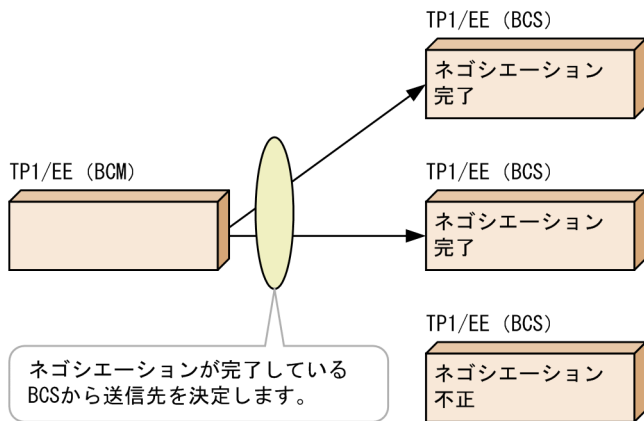 TP1/EE（BCS）
ネゴシエーション
完了
TP1/EE（BCM）
TP1/EE（BCS）
ネゴシエーション
完了
TP1/EE（BCS）
ネゴシエーション
不正
ネゴシエーションが完了している
BCSから送信先を決定します。